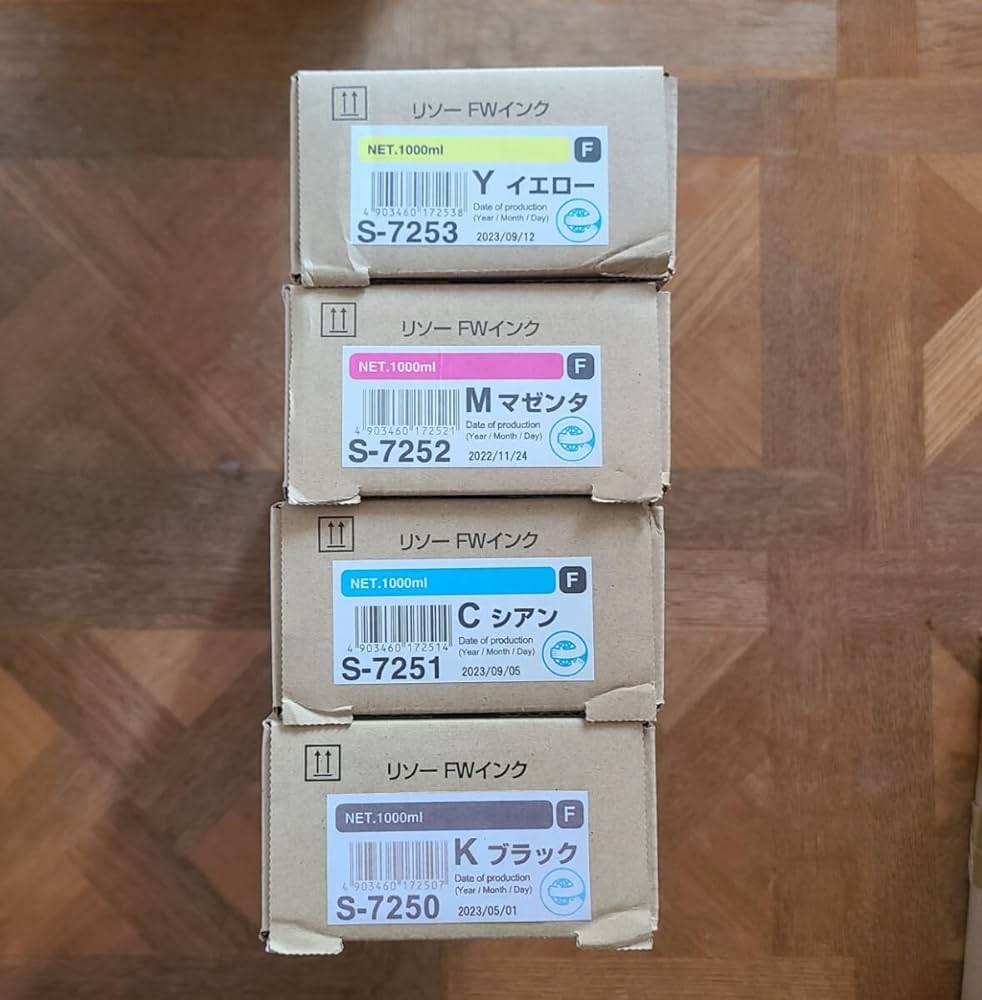 リソー FWインク
NET.1000ml F
Y イエロー
4 903460 172538
Date of production
(Year / Month / Day)
S-7253 2023/09/12
リソー FWインク
NET.1000ml F
M マゼンタ
4 903460 172521
Date of production
(Year / Month / Day)
S-7252 2022/11/24
リソー FWインク
NET.1000ml F
C シアン
4 903460 172514
Date of production
(Year / Month / Day)
S-7251 2023/09/05
リソー FWインク
NET.1000ml F
K ブラック
4 903460 172507
Date of production
(Year / Month / Day)
S-7250 2023/05/01